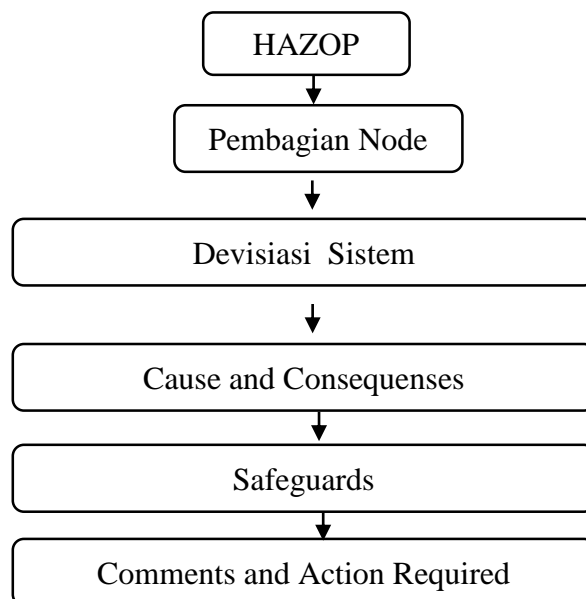 HAZOP
Pembagian Node
Devisiasi Sistem
Cause and Consequenses
Safeguards
Comments and Action Required